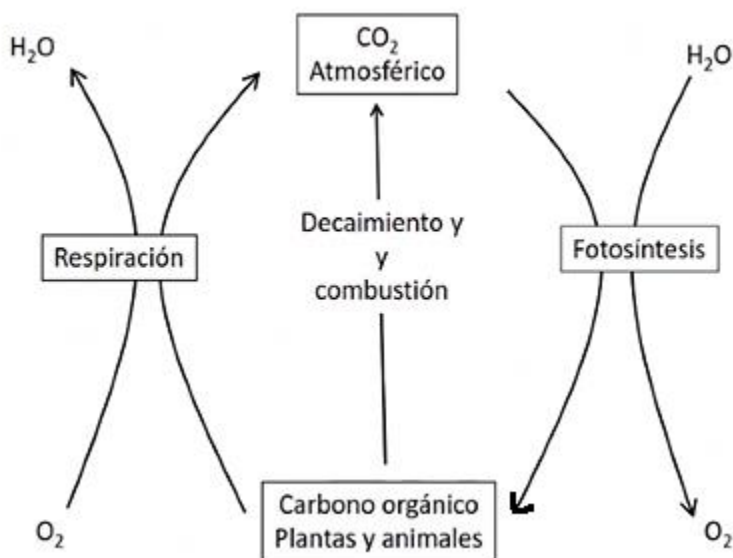 H₂O
CO₂
Atmosférico
H₂O
Decaimiento y
y
combustión
Respiración
Fotosíntesis
Carbono orgánico
Plantas y animales
O₂
O₂